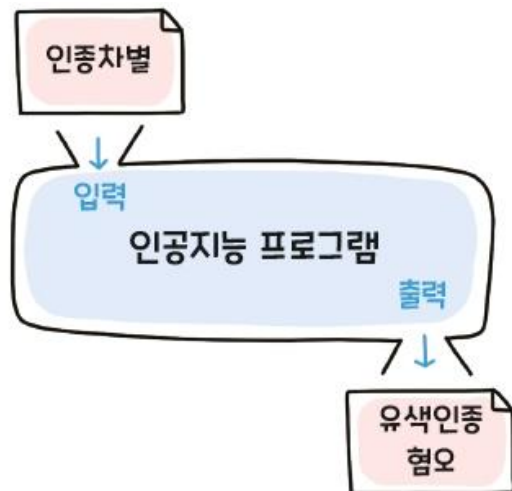 인종차별
입력
인공지능 프로그램
출력
유색인종
혐오